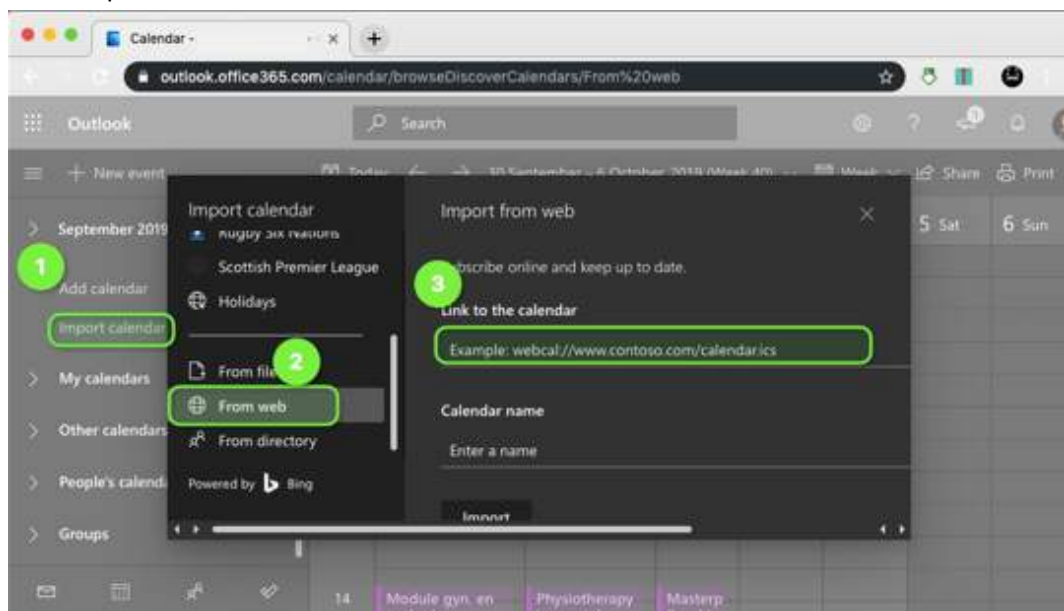 Calendar -
outlook.office365.com/calendar/browseDiscoverCalendars/From%20web
Outlook
Search
New event
Today
30 September - 6 October 2019 (Week 40)
Week
Share
Print
Import calendar
Import from web
September 2019
Rugby Six Nations
5 Sat
6 Sun
1
Scottish Premier League
online and keep up to date.
3
Add calendar
Holidays
Link to the calendar
Import calendar
Example: webcal://www.contoso.com/calendar.ics
2
From file
My calendars
From web
Calendar name
Other calendars
From directory
Enter a name
People's calend
Powered by Bing
Import
Groups
14
Module gyn. en
Physiotherapy
Masterp